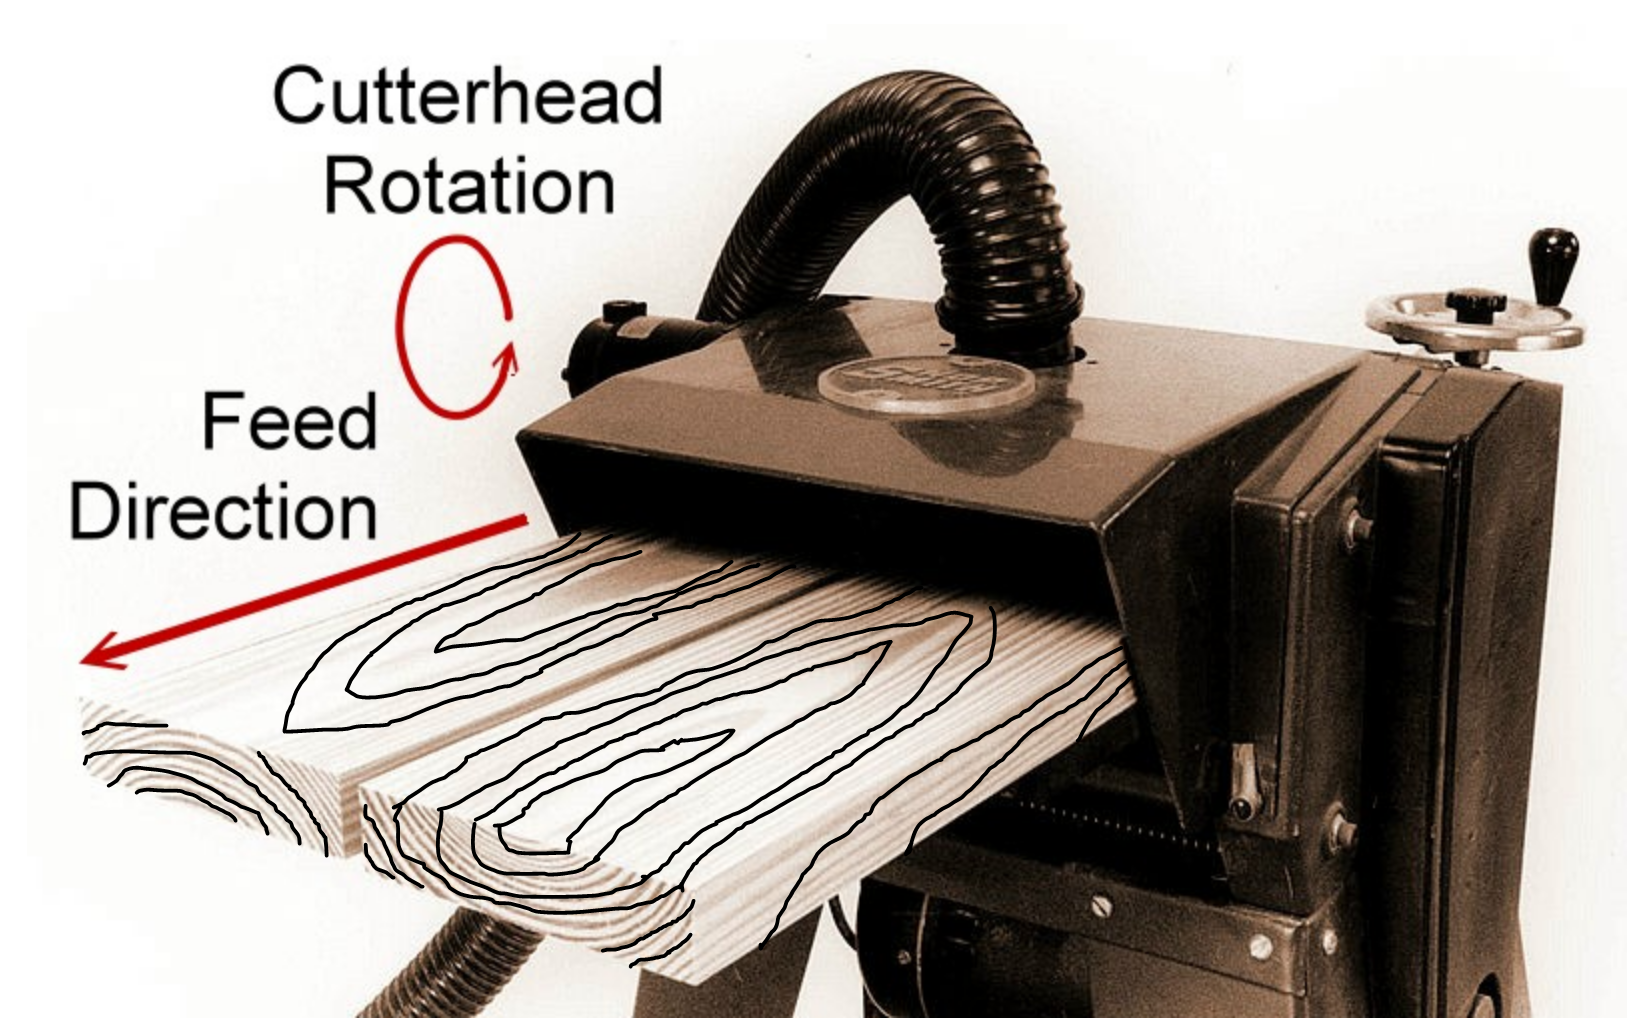 Cutterhead
Rotation
Feed
Direction